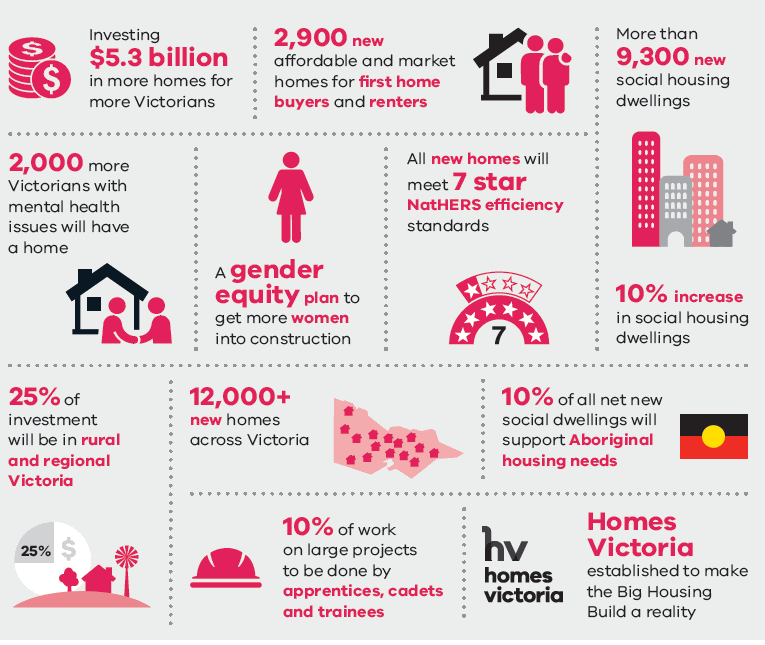 Investing
$5.3 billion
in more homes for
more Victorians
2,900 new
affordable and market
homes for first home
buyers and renters
More than
9,300 new
social housing
dwellings
10% increase
in social housing
dwellings
2,000 more
Victorians with
mental health
issues will have
a home
A gender
equity plan to
get more women
into construction
All new homes will
meet 7 star
NatHERS efficiency
standards
7
25% of
investment
will be in rural
and regional
Victoria
25%
$
12,000+
new homes
across Victoria
10% of all net new
social dwellings will
support Aboriginal
housing needs
10% of work
on large projects
to be done by
apprentices, cadets
and trainees
hv
homes
victoria
Homes
Victoria
established to make
the Big Housing
Build a reality